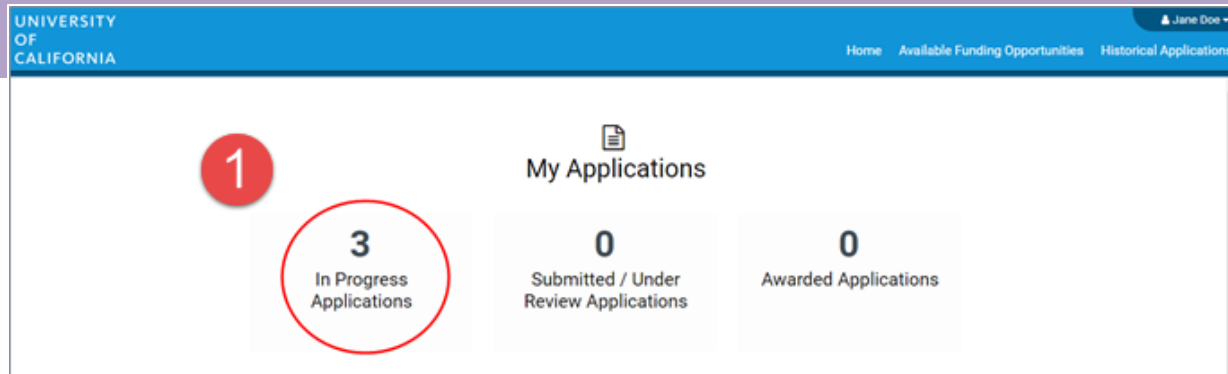 UNIVERSITY
OF
CALIFORNIA
Jane Doe
Home Available Funding Opportunities Historical Applications
1
My Applications
3
In Progress
Applications
0
Submitted / Under
Review Applications
0
Awarded Applications